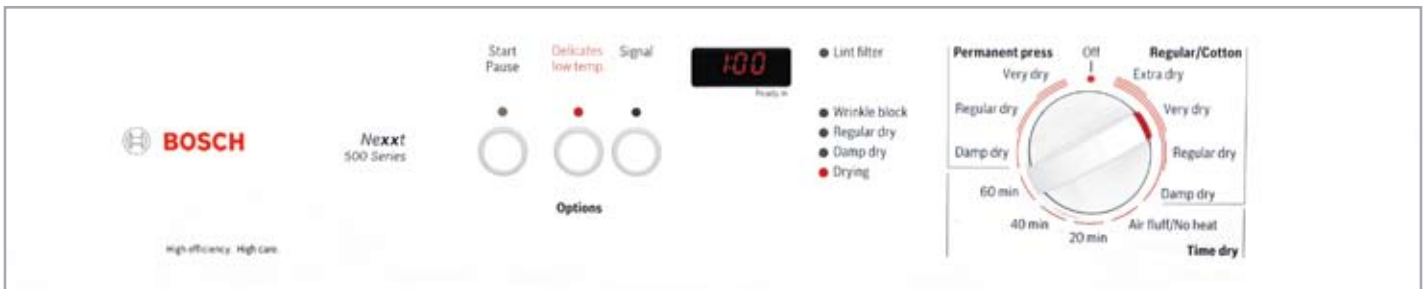 BOSCH
Nexxt
500 Series
High efficiency. High care.
Start
Pause
Delicates
low temp.
Signal
Options
1:00
Ready in
Lint filter
Wrinkle block
Regular dry
Damp dry
Drying
Permanent press
Very dry
Regular dry
Damp dry
Off
Regular/Cotton
Extra dry
Very dry
Regular dry
Damp dry
60 min
40 min
20 min
Air fluff/No heat
Time dry